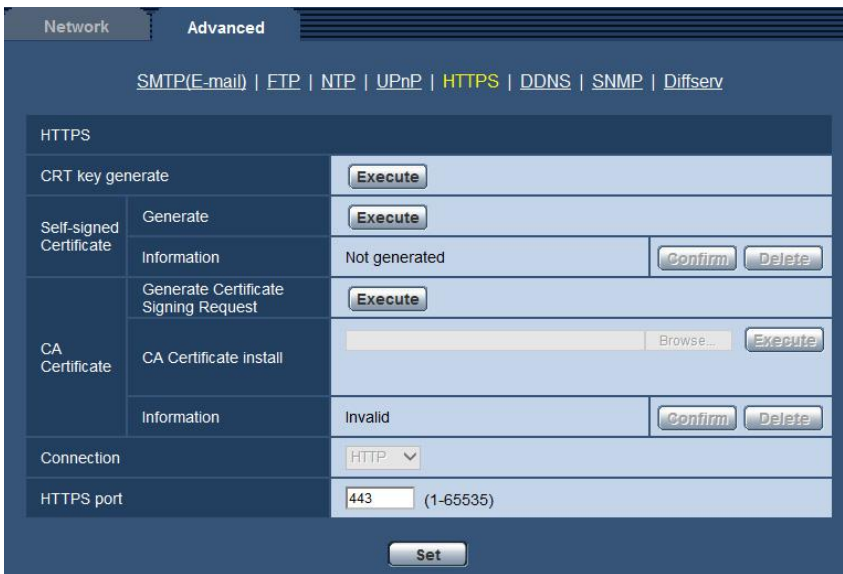 Network Advanced
SMTP(E-mail) | FTP | NTP | UPnP | HTTPS | DDNS | SNMP | Diffserv
HTTPS
CRT key generate Execute
Self-signed Certificate
Generate Execute
Information Not generated Confirm Delete
CA Certificate
Generate Certificate Signing Request Execute
CA Certificate install Browse... Execute
Information Invalid Confirm Delete
Connection HTTP
HTTPS port 443 (1-65535)
Set